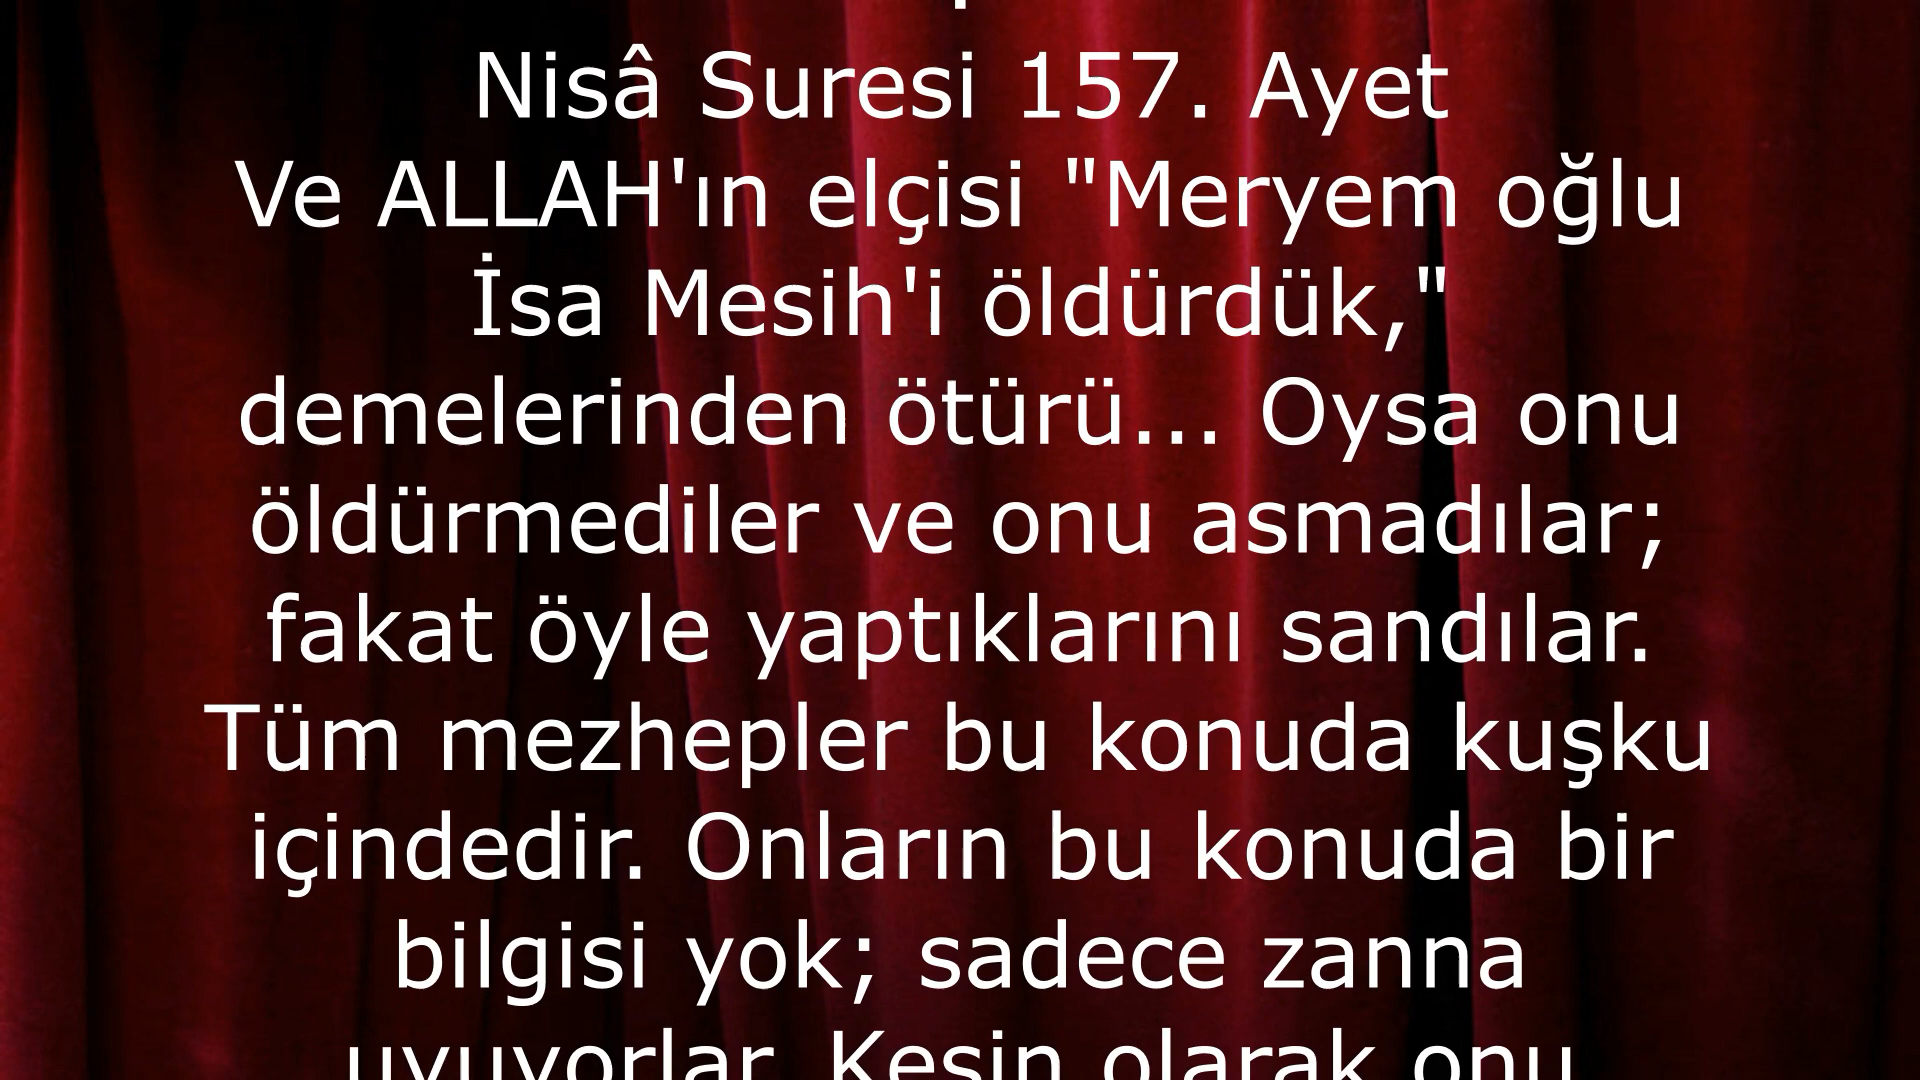 Nisâ Suresi 157. Ayet
Ve ALLAH'ın elçisi "Meryem oğlu
İsa Mesih'i öldürdük,"
demelerinden ötürü... Oysa onu
öldürmediler ve onu asmadılar;
fakat öyle yaptıklarını sandılar.
Tüm mezhepler bu konuda kuşku
içindedir. Onların bu konuda bir
bilgisi yok; sadece zanna
uyuyorlar. Kesin olarak onu